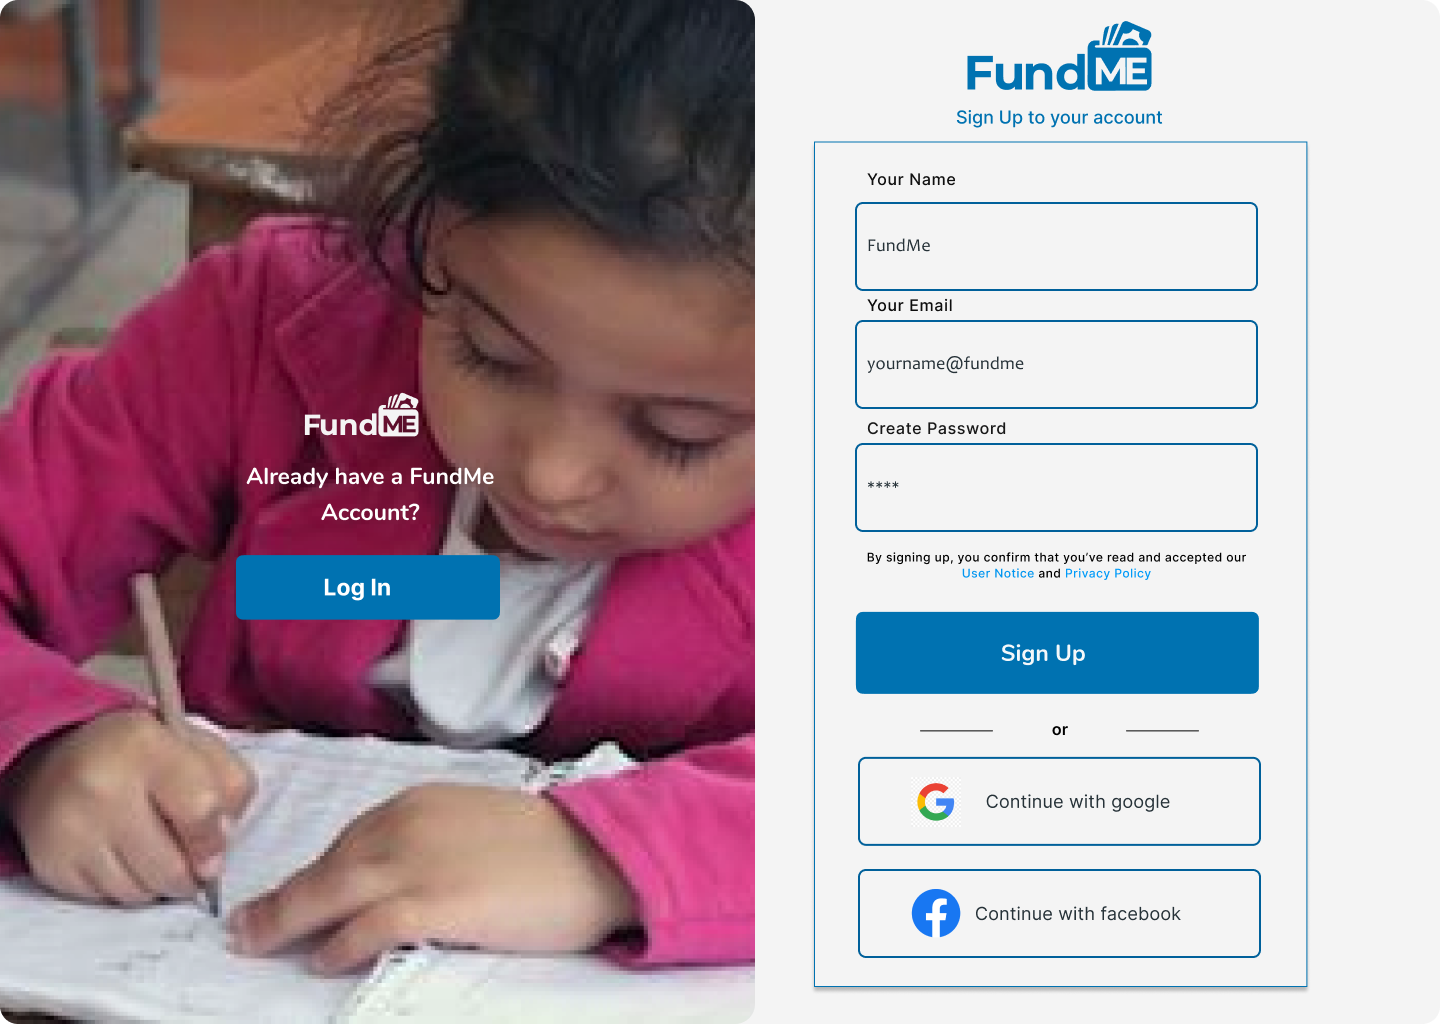 FundME
Already have a FundMe
Account?
Log In
FundME
Sign Up to your account
Your Name
FundMe
Your Email
yourname@fundme
Create Password
****
By signing up, you confirm that you’ve read and accepted our
User Notice and Privacy Policy
Sign Up
or
Continue with google
Continue with facebook